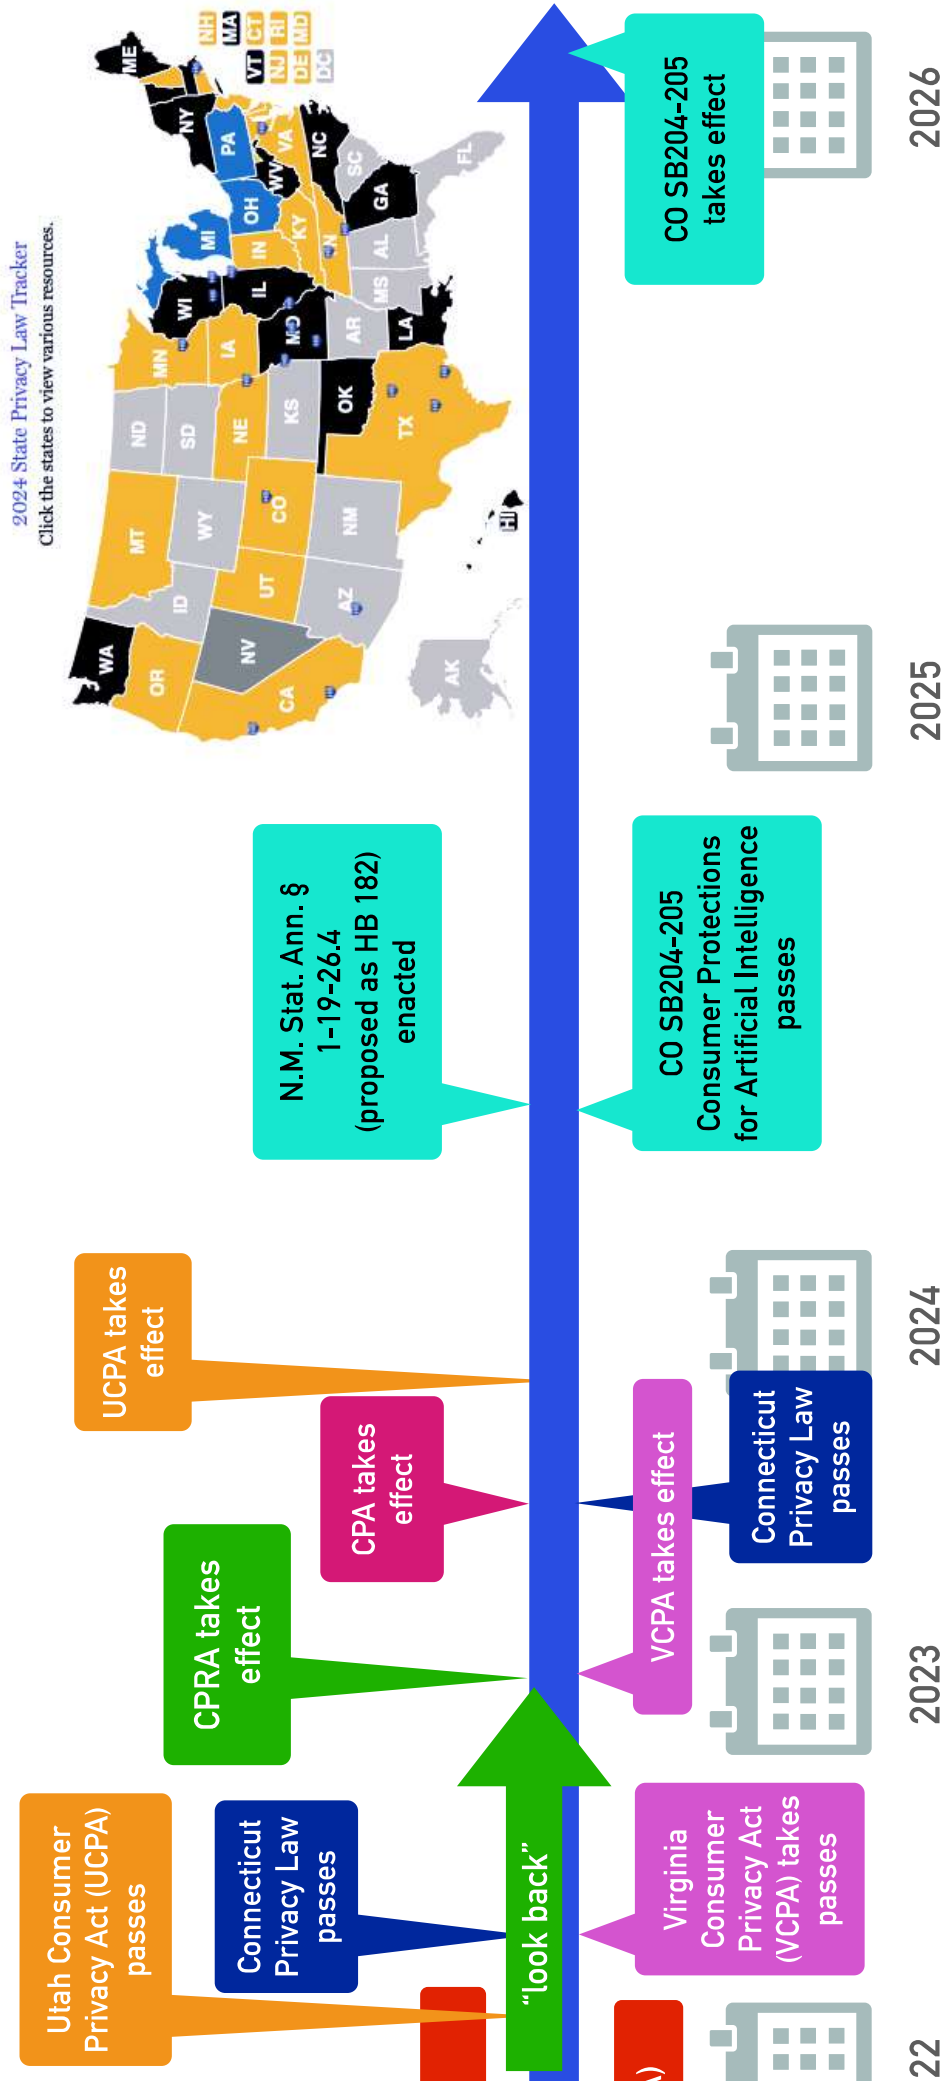 2024 State Privacy Law Tracker
Click the states to view various resources.
WA
OR
CA
NV
ID
MT
WY
UT
AZ
CO
NM
ND
SD
NE
KS
OK
TX
MN
IA
MO
AR
LA
WI
IL
MS
MI
IN
KY
TN
AL
OH
WV
GA
PA
VA
NC
SC
FL
NY
ME
AK
HI
NH
MA
VT
CT
NJ
RI
DE
MD
DC
Utah Consumer
Privacy Act (UCPA)
passes
Connecticut
Privacy Law
passes
CPRA takes
effect
CPA takes
effect
UCPA takes
effect
N.M. Stat. Ann. §
1-19-26.4
(proposed as HB 182)
enacted
"look back"
A)
Virginia
Consumer
Privacy Act
(VCPA) takes
passes
VCPA takes effect
Connecticut
Privacy Law
passes
CO SB204-205
Consumer Protections
for Artificial Intelligence
passes
CO SB204-205
takes effect
22
2023
2024
2025
2026